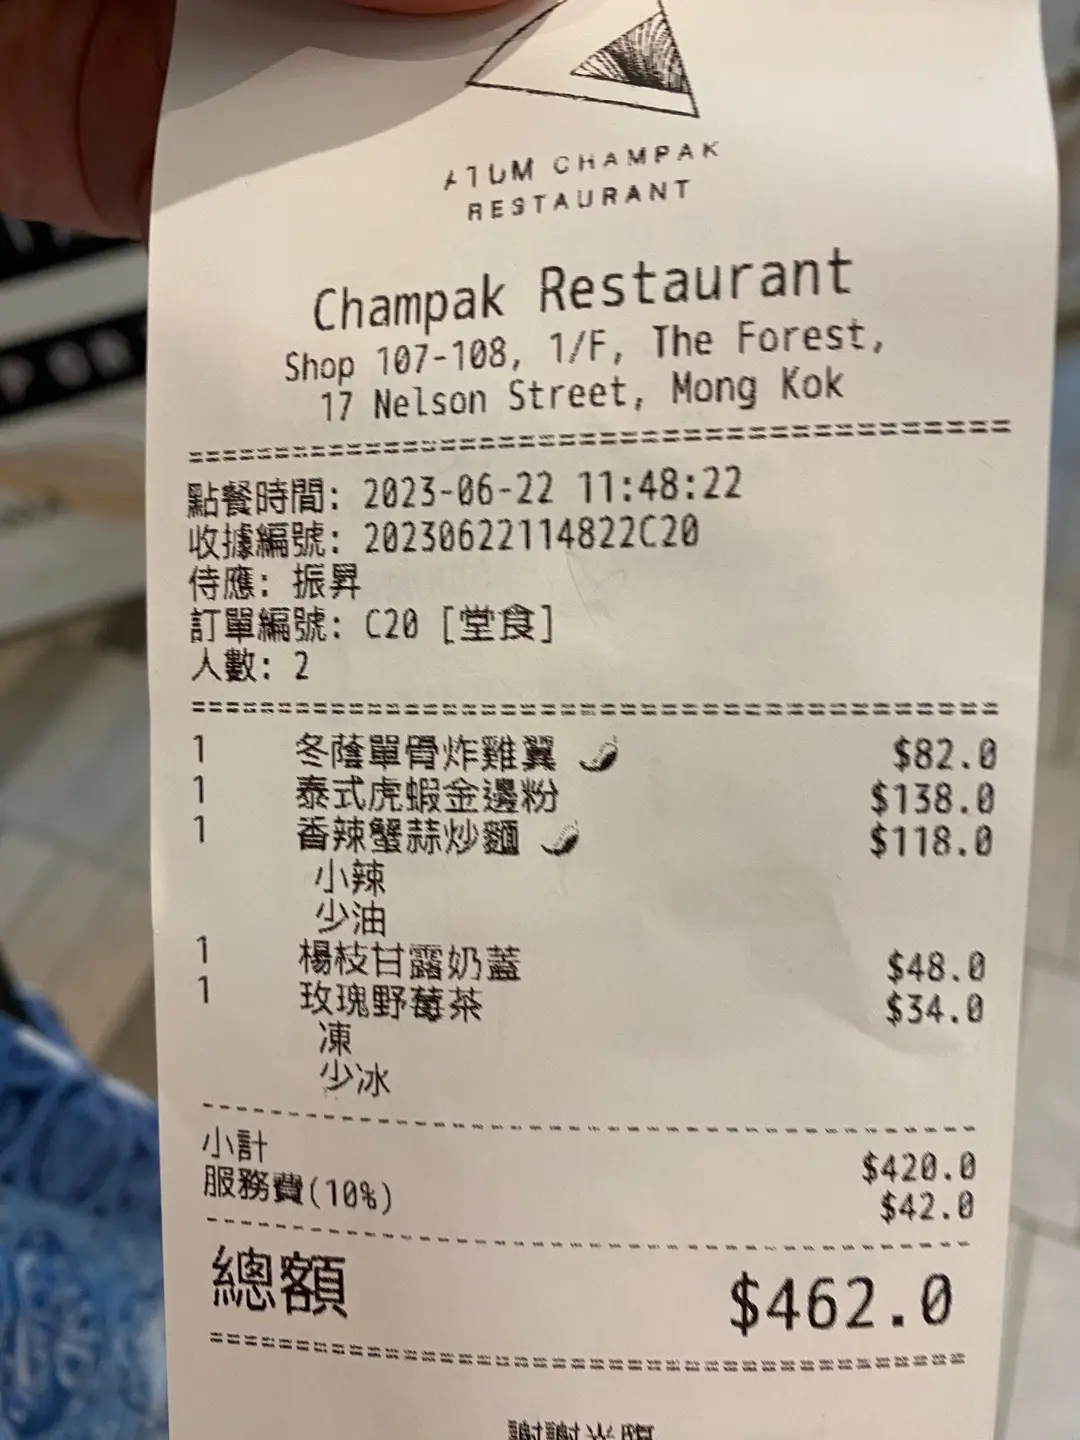 ATUM CHAMPAK
RESTAURANT
Champak Restaurant
Shop 107-108, 1/F, The Forest,
17 Nelson Street, Mong Kok
點餐時間: 2023-06-22 11:48:22
收據編號: 20230622114822C20
侍應: 振昇
訂單編號: C20 [堂食]
人數: 2
1 冬蔭單骨炸雞翼 $82.0
1 泰式虎蝦金邊粉 $138.0
1 香辣蟹蒜炒麵 $118.0
小辣
少油
1 楊枝甘露奶蓋 $48.0
1 玫瑰野莓茶 $34.0
凍
少冰
小計 $420.0
服務費(10%) $42.0
總額 $462.0
謝謝光臨